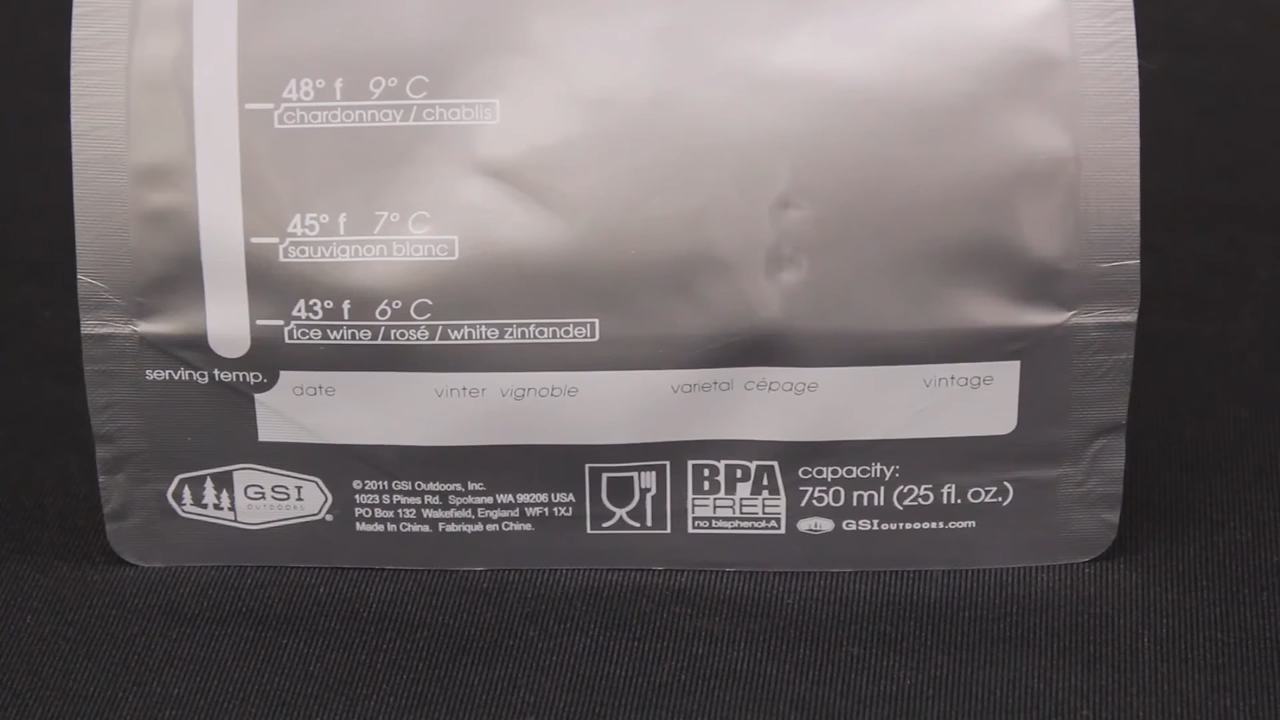 48° f 9° C
chardonnay / chablis
45° f 7° C
sauvignon blanc
43° f 6° C
ice wine / rosé / white zinfandel
serving temp.
date vinter vignoble varietal cépage vintage
GSI
OUTDOORS
®
© 2011 GSI Outdoors, Inc.
1023 S Pines Rd. Spokane WA 99206 USA
PO Box 132 Wakefield, England WF1 1XJ
Made In China. Fabriquè en Chine.
BPA
FREE
no bisphenol-A
capacity:
750 ml (25 fl. oz.)
GSIOUTDOORS.com